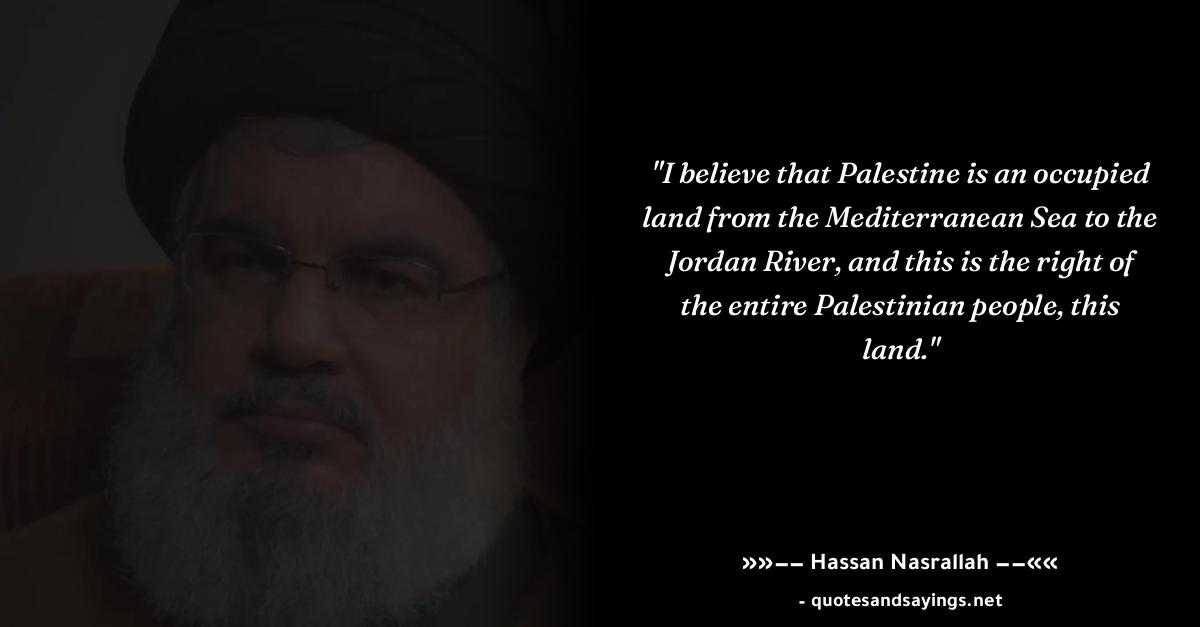 "I believe that Palestine is an occupied
land from the Mediterranean Sea to the
Jordan River, and this is the right of
the entire Palestinian people, this
land."
»»−− Hassan Nasrallah −−««
- quotesandsayings.net